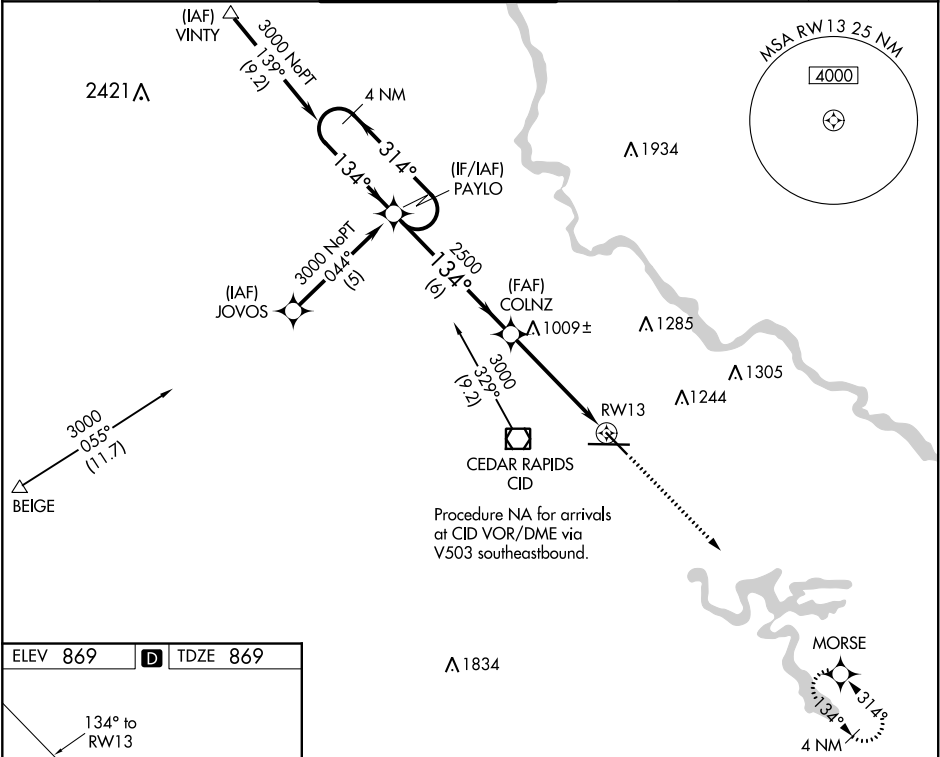 (IAF)
VINTY
3000 NoPT
139°
(9.2)
MSA RW13 25 NM
4000
2421
4 NM
314°
134°
1934
(IF/IAF)
PAYLO
3000 NoPT
044°
(5)
2500
134°
(6)
(IAF)
JOVOS
(FAF)
COLNZ
1009±
1285
3000
329°
(9.2)
1305
1244
RW13
3000
055°
(11.7)
BEIGE
CEDAR RAPIDS
CID
Procedure NA for arrivals
at CID VOR/DME via
V503 southeastbound.
ELEV 869 D TDZE 869
134° to
RW13
1834
MORSE
134°
314°
4 NM